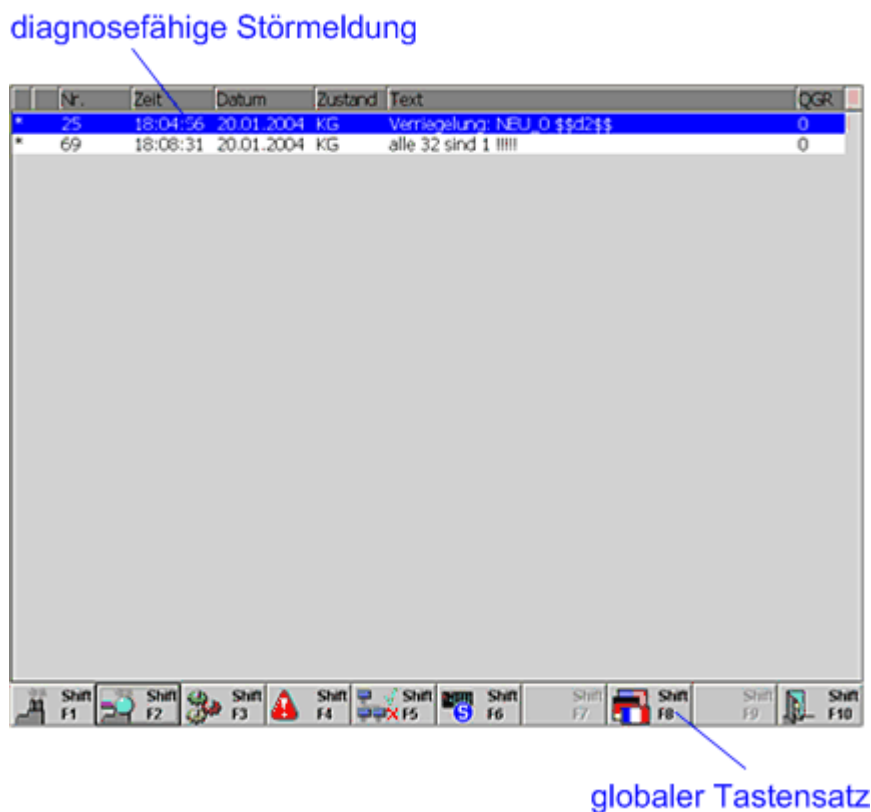 diagnosefähige Störmeldung
Nr. Zeit Datum Zustand Text QGR
* 25 18:04:56 20.01.2004 KG Verriegelung: NEU_0 $$d2$$ 0
* 69 18:08:31 20.01.2004 KG alle 32 sind 1 !!!!! 0
Shift Shift Shift Shift Shift Shift Shift Shift Shift Shift
F1 F2 F3 F4 F5 S F6 F7 F8 F9 F10
globaler Tastensatz